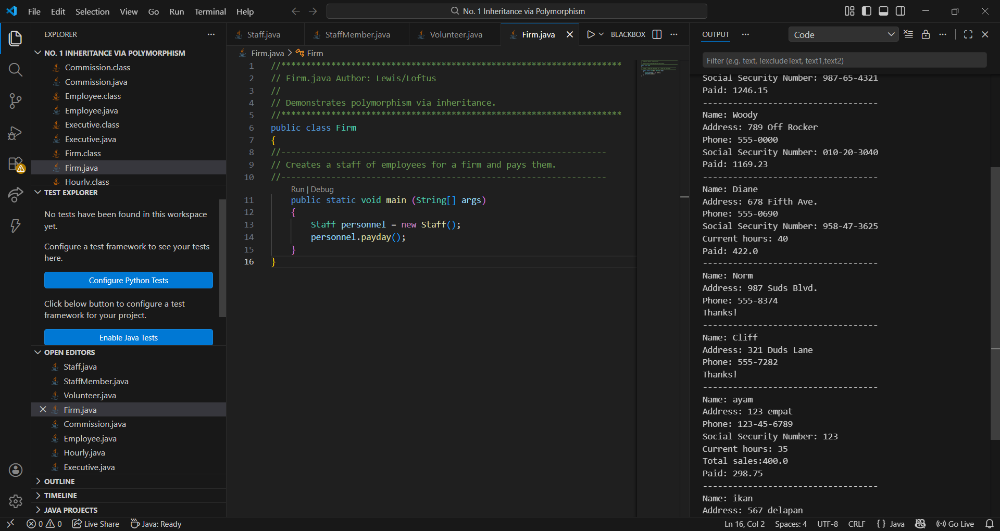 File Edit Selection View Go Run Terminal Help
No. 1 Inheritance via Polymorphism
EXPLORER
NO. 1 INHERITANCE VIA POLYMORPHISM
Commission.class
Commission.java
Employee.class
Employee.java
Executive.class
Executive.java
Firm.class
Firm.java
Hourly.class
TEST EXPLORER
No tests have been found in this workspace
yet.
Configure a test framework to see your tests
here.
Configure Python Tests
Click below button to configure a test
framework for your project.
Enable Java Tests
OPEN EDITORS
Staff.java
StaffMember.java
Volunteer.java
Firm.java
Commission.java
Employee.java
Hourly.java
Executive.java
OUTLINE
TIMELINE
JAVA PROJECTS
Staff.java StaffMember.java Volunteer.java Firm.java BLACKBOX
Firm.java > Firm
1 //********************************************************************
2 // Firm.java Author: Lewis/Loftus
3 //
4 // Demonstrates polymorphism via inheritance.
5 //********************************************************************
6 public class Firm
7 {
8 //-----------------------------------------------------------------
9 // Creates a staff of employees for a firm and pays them.
10 //-----------------------------------------------------------------
Run | Debug
11 public static void main (String[] args)
12 {
13 Staff personnel = new Staff();
14 personnel.payday();
15 }
16 }
OUTPUT
Code
Filter (e.g. text, !excludeText, text1,text2)
Social Security Number: 987-65-4321
Paid: 1246.15
-----------------------------------
Name: Woody
Address: 789 Off Rocker
Phone: 555-0000
Social Security Number: 010-20-3040
Paid: 1169.23
-----------------------------------
Name: Diane
Address: 678 Fifth Ave.
Phone: 555-0690
Social Security Number: 958-47-3625
Current hours: 40
Paid: 422.0
-----------------------------------
Name: Norm
Address: 987 Suds Blvd.
Phone: 555-8374
Thanks!
-----------------------------------
Name: Cliff
Address: 321 Duds Lane
Phone: 555-7282
Thanks!
-----------------------------------
Name: ayam
Address: 123 empat
Phone: 123-45-6789
Social Security Number: 123
Current hours: 35
Total sales:400.0
Paid: 298.75
-----------------------------------
Name: ikan
Address: 567 delapan
0 0 Live Share Java: Ready
Ln 16, Col 2 Spaces: 4 UTF-8 CRLF {} Java Go Live